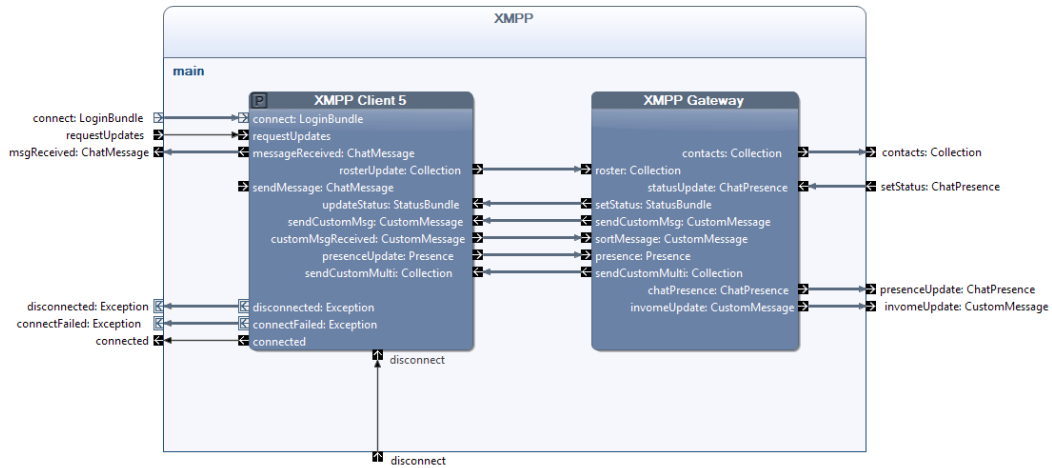 XMPP
main
XMPP Client 5
XMPP Gateway
connect: LoginBundle
connect: LoginBundle
requestUpdates
requestUpdates
msgReceived: ChatMessage
messageReceived: ChatMessage
contacts: Collection
contacts: Collection
rosterUpdate: Collection
roster: Collection
sendMessage: ChatMessage
statusUpdate: ChatPresence
setStatus: ChatPresence
updateStatus: StatusBundle
setStatus: StatusBundle
sendCustomMsg: CustomMessage
sendCustomMsg: CustomMessage
customMsgReceived: CustomMessage
sortMessage: CustomMessage
presenceUpdate: Presence
presence: Presence
sendCustomMulti: Collection
sendCustomMulti: Collection
chatPresence: ChatPresence
presenceUpdate: ChatPresence
disconnected: Exception
disconnected: Exception
invomeUpdate: CustomMessage
invomeUpdate: CustomMessage
connectFailed: Exception
connectFailed: Exception
connected
connected
disconnect
disconnect